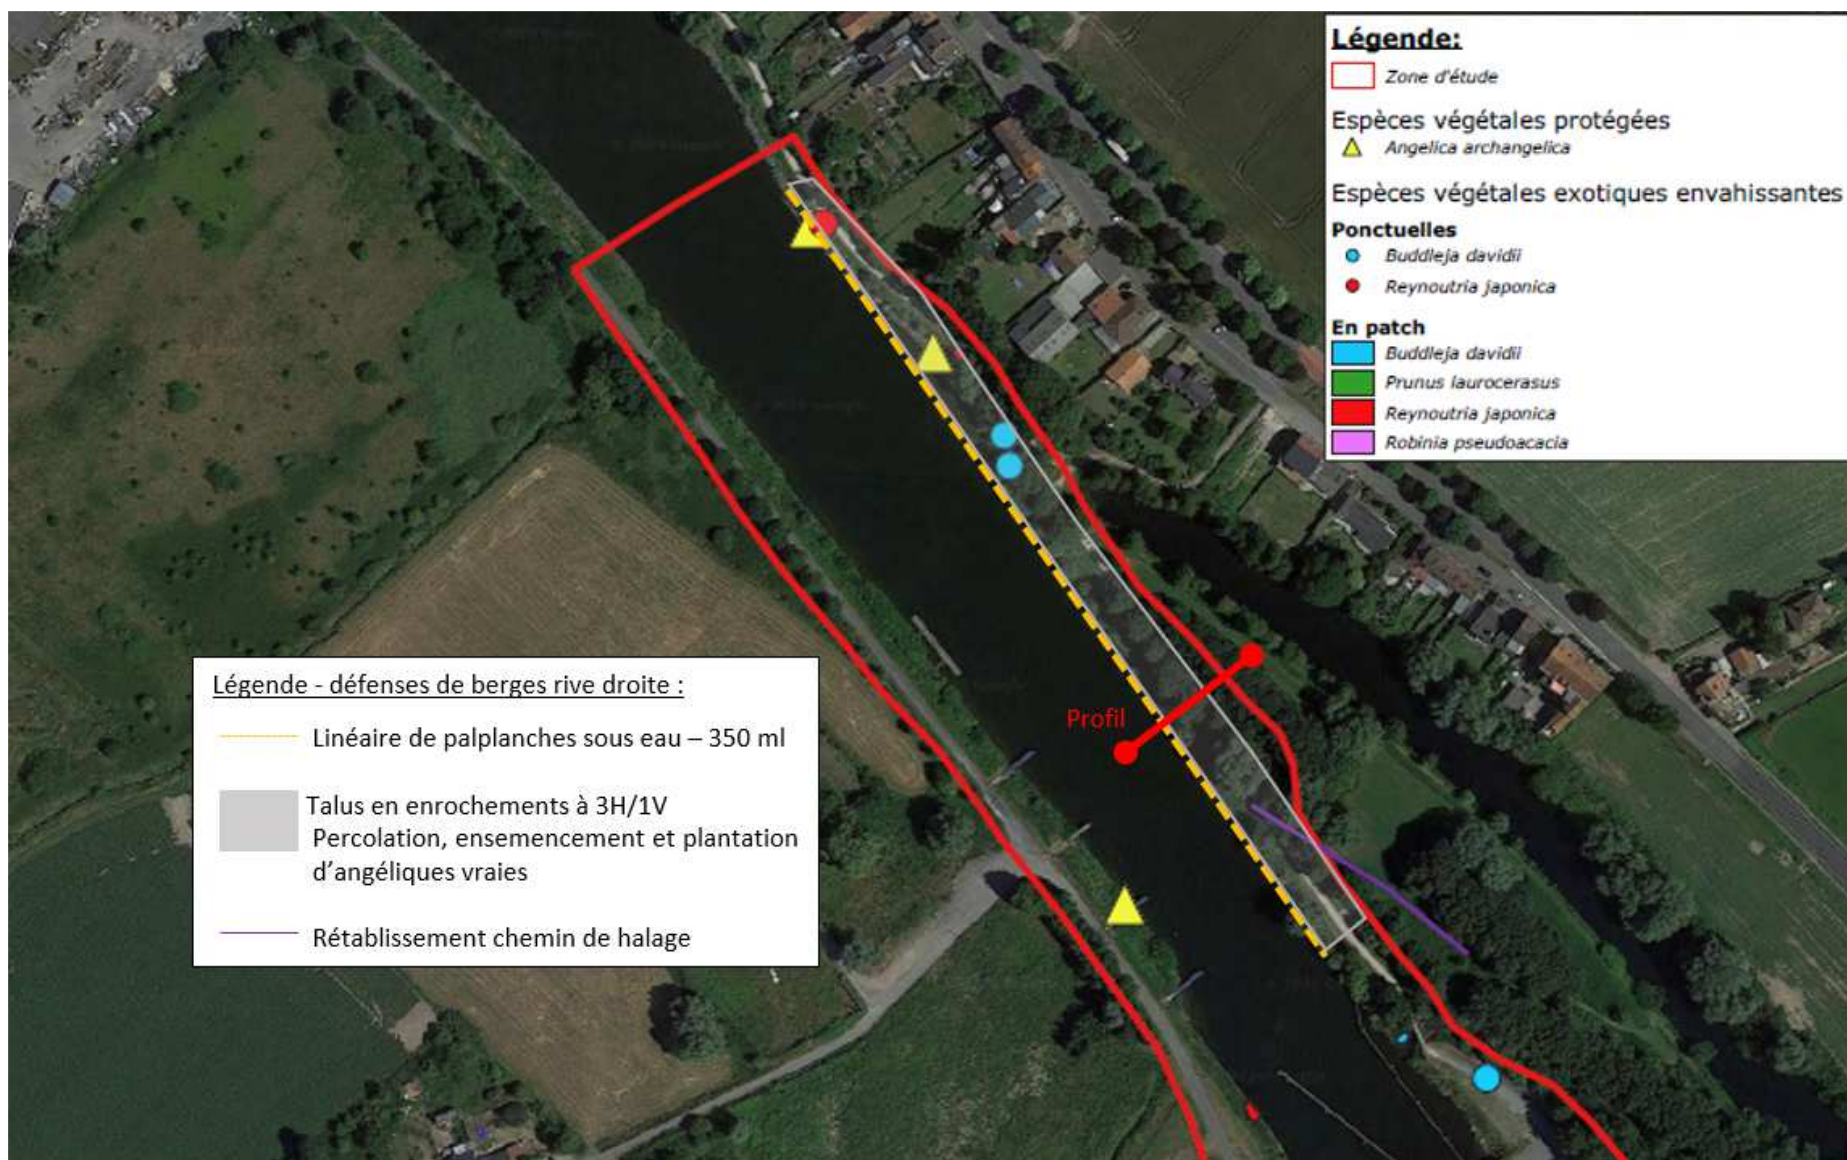 Légende:
Zone d'étude
Espèces végétales protégées
Angelica archangelica
Espèces végétales exotiques envahissantes
Ponctuelles
Buddleja davidii
Reynoutria japonica
En patch
Buddleja davidii
Prunus laurocerasus
Reynoutria japonica
Robinia pseudoacacia
Profil
Légende - défenses de berges rive droite :
Linéaire de palplanches sous eau – 350 ml
Talus en enrochements à 3H/1V
Percolation, ensemencement et plantation
d'angéliques vraies
Rétablissement chemin de halage